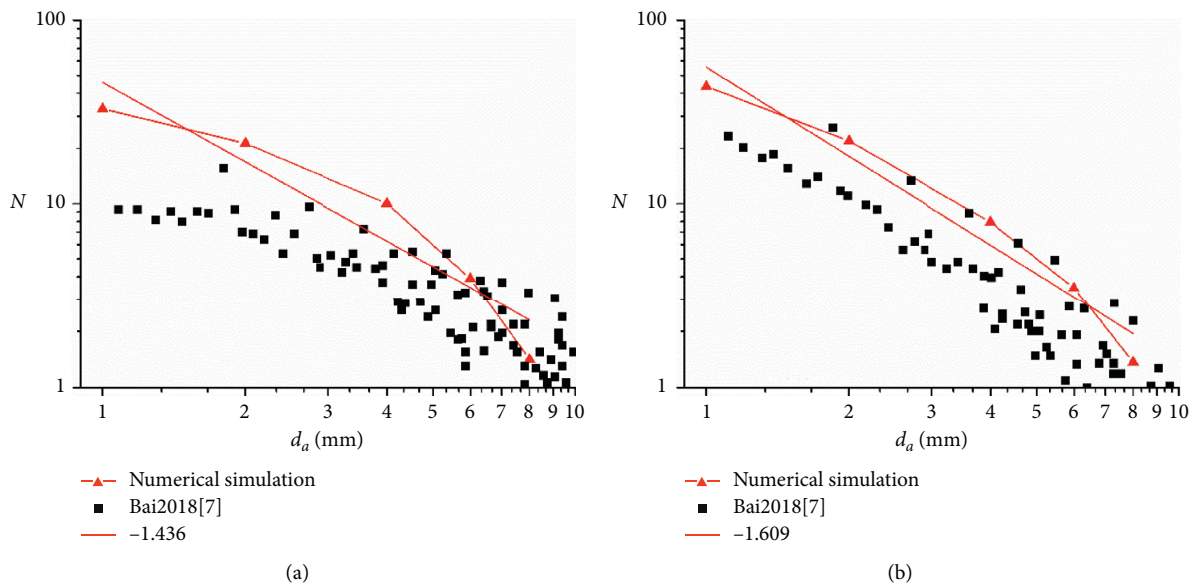 100
10
1
N
1 2 3 4 5 6 7 8 9 10
d_a (mm)
Numerical simulation
Bai2018[7]
–1.436
(a)
100
10
1
N
1 2 3 4 5 6 7 8 9 10
d_a (mm)
Numerical simulation
Bai2018[7]
–1.609
(b)